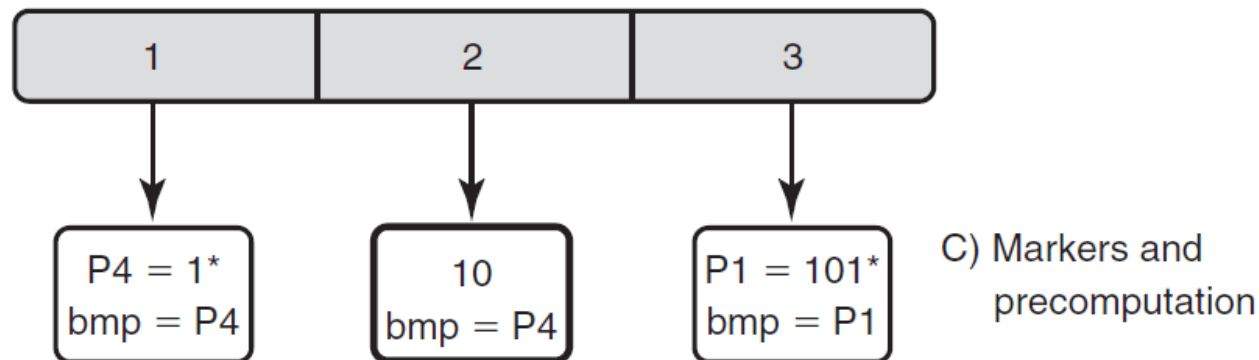 1 2 3
P4 = 1* 10 P1 = 101* C) Markers and
bmp = P4 bmp = P4 bmp = P1 precomputation